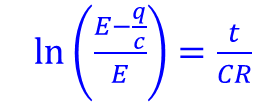 ln((E − q/c)/E) = t/CR